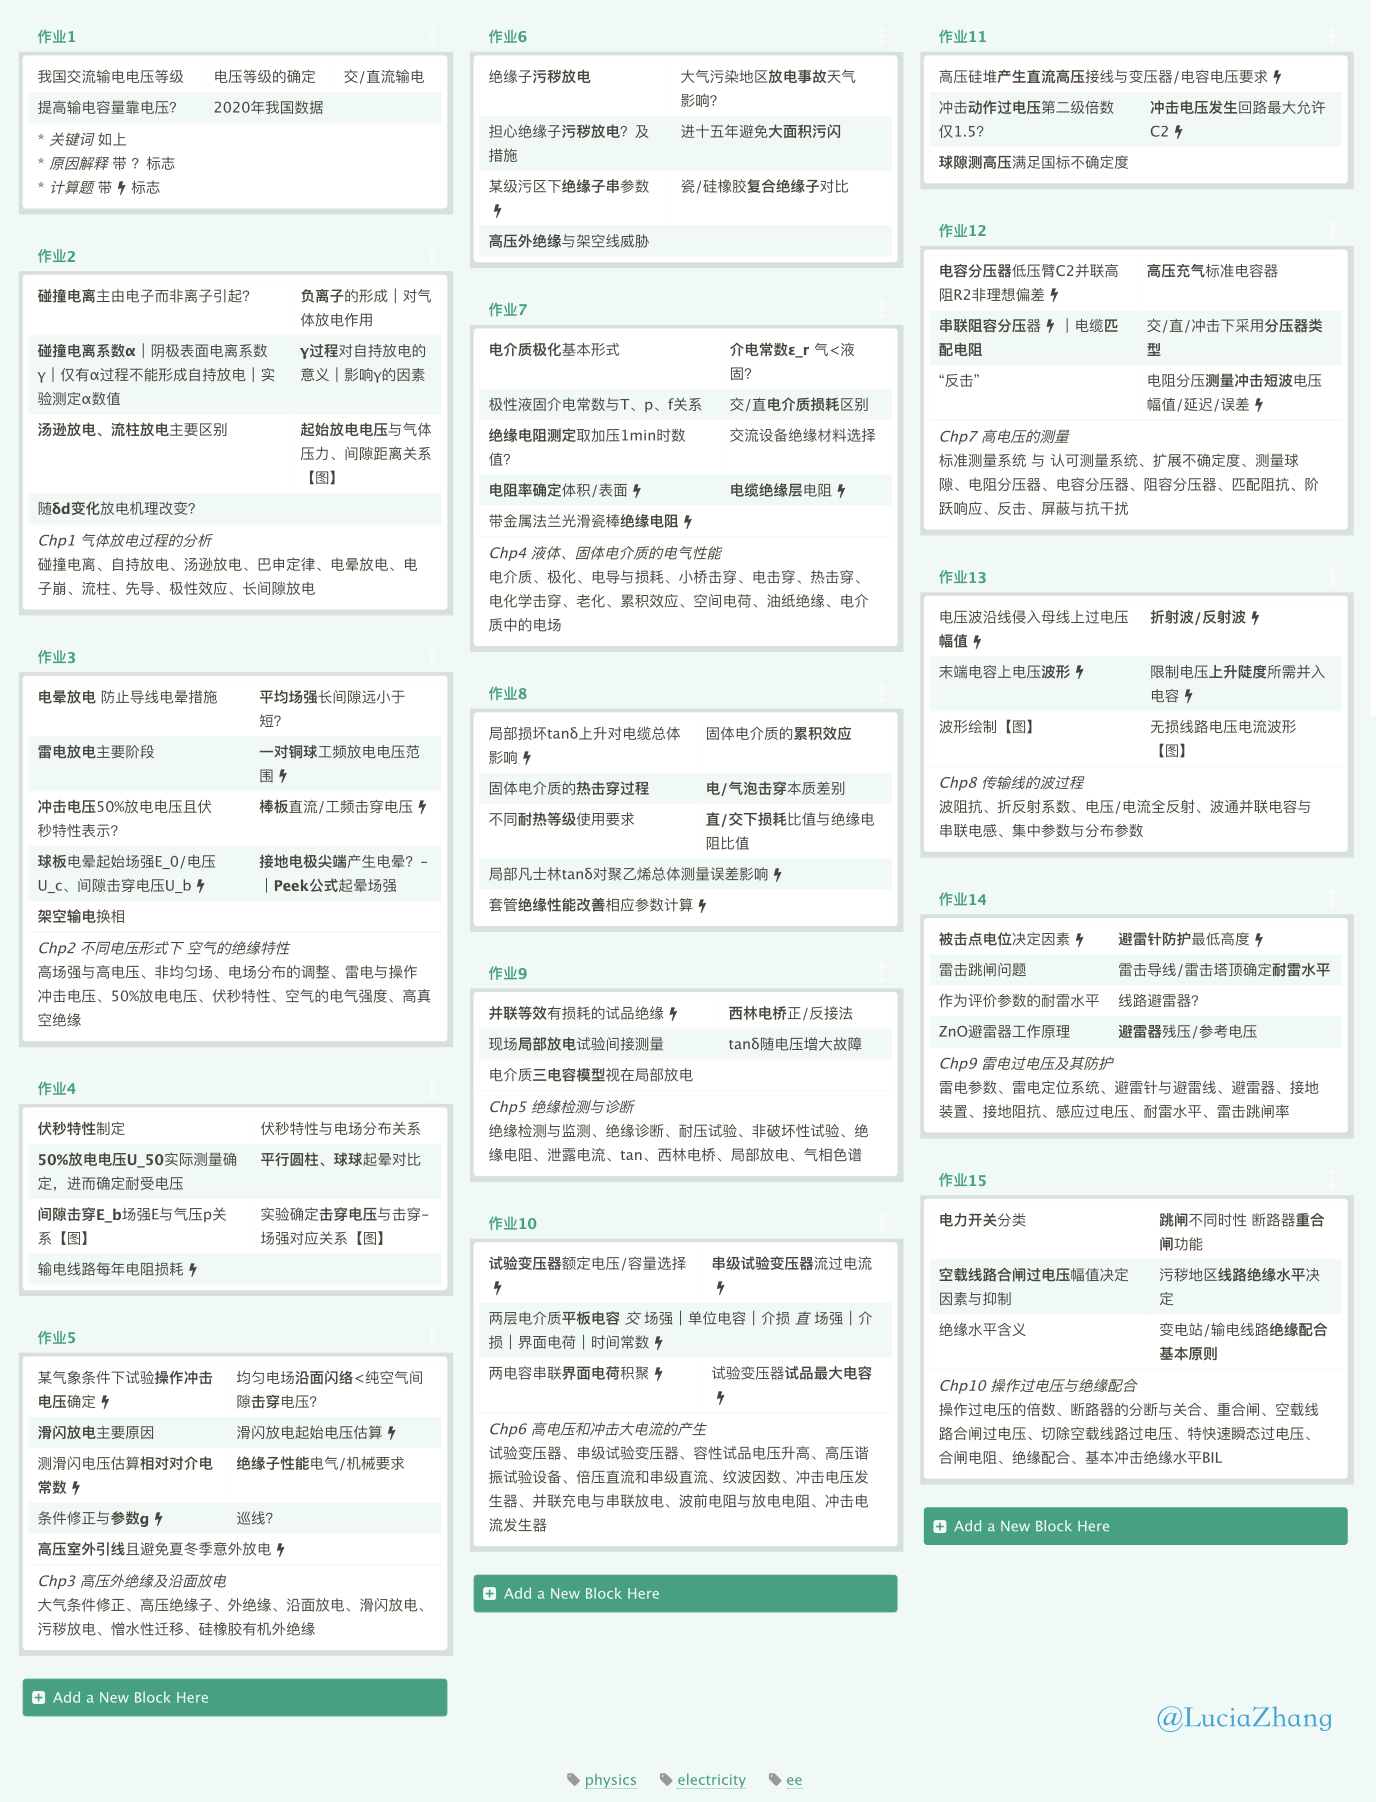 作业1
我国交流输电电压等级 电压等级的确定 交/直流输电
提高输电容量靠电压? 2020年我国数据
* 关键词 如上
* 原因解释 带 ? 标志
* 计算题 带 标志
作业2
碰撞电离主由电子而非离子引起?
负离子的形成 | 对气
体放电作用
碰撞电离系数α | 阴极表面电离系数
γ | 仅有α过程不能形成自持放电 | 实
验测定α数值
γ过程对自持放电的
意义 | 影响γ的因素
汤逊放电、流柱放电主要区别
起始放电电压与气体
压力、间隙距离关系
【图】
随δd变化放电机理改变?
Chp1 气体放电过程的分析
碰撞电离、自持放电、汤逊放电、巴申定律、电晕放电、电
子崩、流柱、先导、极性效应、长间隙放电
作业3
电晕放电 防止导线电晕措施
平均场强长间隙远小于
短?
雷电放电主要阶段
一对铜球工频放电电压范
围
冲击电压50%放电电压且伏
秒特性表示?
棒板直流/工频击穿电压
球板电晕起始场强E_0/电压
U_c、间隙击穿电压U_b
接地电极尖端产生电晕? -
| Peek公式起晕场强
架空输电换相
Chp2 不同电压形式下 空气的绝缘特性
高场强与高电压、非均匀场、电场分布的调整、雷电与操作
冲击电压、50%放电电压、伏秒特性、空气的电气强度、高真
空绝缘
作业4
伏秒特性制定 伏秒特性与电场分布关系
50%放电电压U_50实际测量确
定，进而确定耐受电压
平行圆柱、球球起晕对比
间隙击穿E_b场强E与气压p关
系【图】
实验确定击穿电压与击穿-
场强对应关系【图】
输电线路每年电阻损耗
作业5
某气象条件下试验操作冲击
电压确定
均匀电场沿面闪络<纯空气间
隙击穿电压?
滑闪放电主要原因 滑闪放电起始电压估算
测滑闪电压估算相对对介电
常数
绝缘子性能电气/机械要求
条件修正与参数g 巡线?
高压室外引线且避免夏冬季意外放电
Chp3 高压外绝缘及沿面放电
大气条件修正、高压绝缘子、外绝缘、沿面放电、滑闪放电、
污秽放电、憎水性迁移、硅橡胶有机外绝缘
Add a New Block Here
作业6
绝缘子污秽放电
大气污染地区放电事故天气
影响?
担心绝缘子污秽放电? 及
措施
进十五年避免大面积污闪
某级污区下绝缘子串参数
瓷/硅橡胶复合绝缘子对比
高压外绝缘与架空线威胁
作业7
电介质极化基本形式
介电常数ε_r 气<液
固?
极性液固介电常数与T、p、f关系 交/直电介质损耗区别
绝缘电阻测定取加压1min时数
值?
交流设备绝缘材料选择
电阻率确定体积/表面 电缆绝缘层电阻
带金属法兰光滑瓷棒绝缘电阻
Chp4 液体、固体电介质的电气性能
电介质、极化、电导与损耗、小桥击穿、电击穿、热击穿、
电化学击穿、老化、累积效应、空间电荷、油纸绝缘、电介
质中的电场
作业8
局部损坏tanδ上升对电缆总体
影响
固体电介质的累积效应
固体电介质的热击穿过程 电/气泡击穿本质差别
不同耐热等级使用要求
直/交下损耗比值与绝缘电
阻比值
局部凡士林tanδ对聚乙烯总体测量误差影响
套管绝缘性能改善相应参数计算
作业9
并联等效有损耗的试品绝缘 西林电桥正/反接法
现场局部放电试验间接测量 tanδ随电压增大故障
电介质三电容模型视在局部放电
Chp5 绝缘检测与诊断
绝缘检测与监测、绝缘诊断、耐压试验、非破坏性试验、绝
缘电阻、泄露电流、tan、西林电桥、局部放电、气相色谱
作业10
试验变压器额定电压/容量选择 串级试验变压器流过电流
两层电介质平板电容 交 场强 | 单位电容 | 介损 直 场强 | 介
损 | 界面电荷 | 时间常数
两电容串联界面电荷积聚 试验变压器试品最大电容
Chp6 高电压和冲击大电流的产生
试验变压器、串级试验变压器、容性试品电压升高、高压谐
振试验设备、倍压直流和串级直流、纹波因数、冲击电压发
生器、并联充电与串联放电、波前电阻与放电电阻、冲击电
流发生器
Add a New Block Here
作业11
高压硅堆产生直流高压接线与变压器/电容电压要求
冲击动作过电压第二级倍数
仅1.5?
冲击电压发生回路最大允许
C2
球隙测高压满足国标不确定度
作业12
电容分压器低压臂C2并联高
阻R2非理想偏差
高压充气标准电容器
串联阻容分压器 | 电缆匹
配电阻
交/直/冲击下采用分压器类
型
“反击”
电阻分压测量冲击短波电压
幅值/延迟/误差
Chp7 高电压的测量
标准测量系统 与 认可测量系统、扩展不确定度、测量球
隙、电阻分压器、电容分压器、阻容分压器、匹配阻抗、阶
跃响应、反击、屏蔽与抗干扰
作业13
电压波沿线侵入母线上过电压
幅值
折射波/反射波
末端电容上电压波形
限制电压上升陡度所需并入
电容
波形绘制【图】
无损线路电压电流波形
【图】
Chp8 传输线的波过程
波阻抗、折反射系数、电压/电流全反射、波通并联电容与
串联电感、集中参数与分布参数
作业14
被击点电位决定因素 避雷针防护最低高度
雷击跳闸问题 雷击导线/雷击塔顶确定耐雷水平
作为评价参数的耐雷水平 线路避雷器?
ZnO避雷器工作原理 避雷器残压/参考电压
Chp9 雷电过电压及其防护
雷电参数、雷电定位系统、避雷针与避雷线、避雷器、接地
装置、接地阻抗、感应过电压、耐雷水平、雷击跳闸率
作业15
电力开关分类
跳闸不同时性 断路器重合
闸功能
空载线路合闸过电压幅值决定
因素与抑制
污秽地区线路绝缘水平决
定
绝缘水平含义
变电站/输电线路绝缘配合
基本原则
Chp10 操作过电压与绝缘配合
操作过电压的倍数、断路器的分断与关合、重合闸、空载线
路合闸过电压、切除空载线路过电压、特快速瞬态过电压、
合闸电阻、绝缘配合、基本冲击绝缘水平BIL
Add a New Block Here
@LuciaZhang
physics electricity ee